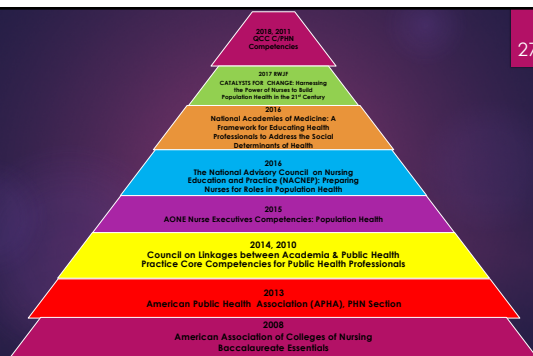 2018, 2011
QCC C/PHN
Competencies
27
2017 RWJF
CATALYSTS FOR CHANGE: Harnessing
the Power of Nurses to Build
Population Health in the 21st Century
2016
National Academies of Medicine: A
Framework for Educating Health
Professionals to Address the Social
Determinants of Health
2016
The National Advisory Council on Nursing
Education and Practice (NACNEP): Preparing
Nurses for Roles in Population Health
2015
AONE Nurse Executives Competencies: Population Health
2014, 2010
Council on Linkages between Academia & Public Health
Practice Core Competencies for Public Health Professionals
2013
American Public Health Association (APHA), PHN Section
2008
American Association of Colleges of Nursing
Baccalaureate Essentials